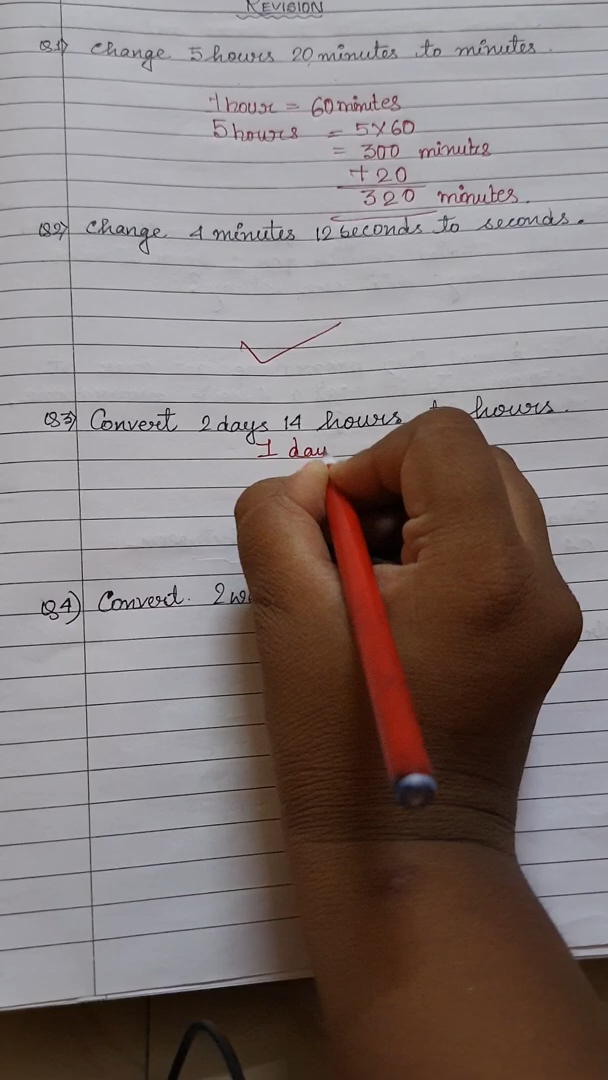 REVISION
Q1) Change 5 hours 20 minutes to minutes.
1 hour = 60 minutes
5 hours = 5×60
= 300 minutes
+ 20
320 minutes.
Q2) Change 4 minutes 12 seconds to seconds.
Q3) Convert 2 days 14 hours hours.
1 day
Q4) Convert. 2